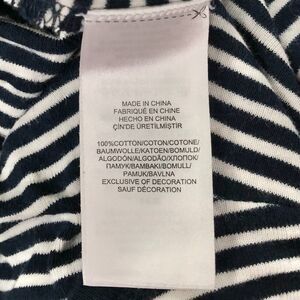 MADE IN CHINA
FABRIQUÉ EN CHINE
HECHO EN CHINA
ÇİN'DE ÜRETİLMİŞTİR
100%COTTON/COTON/COTONE/
BAUMWOLLE/KATOEN/BOMULD/
ALGODÓN/ALGODÃO/ХЛОПОК/
ПАМУК/BAMBAKI/BOMULL/
PAMUK/BAVLNA
EXCLUSIVE OF DECORATION
SAUF DÉCORATION